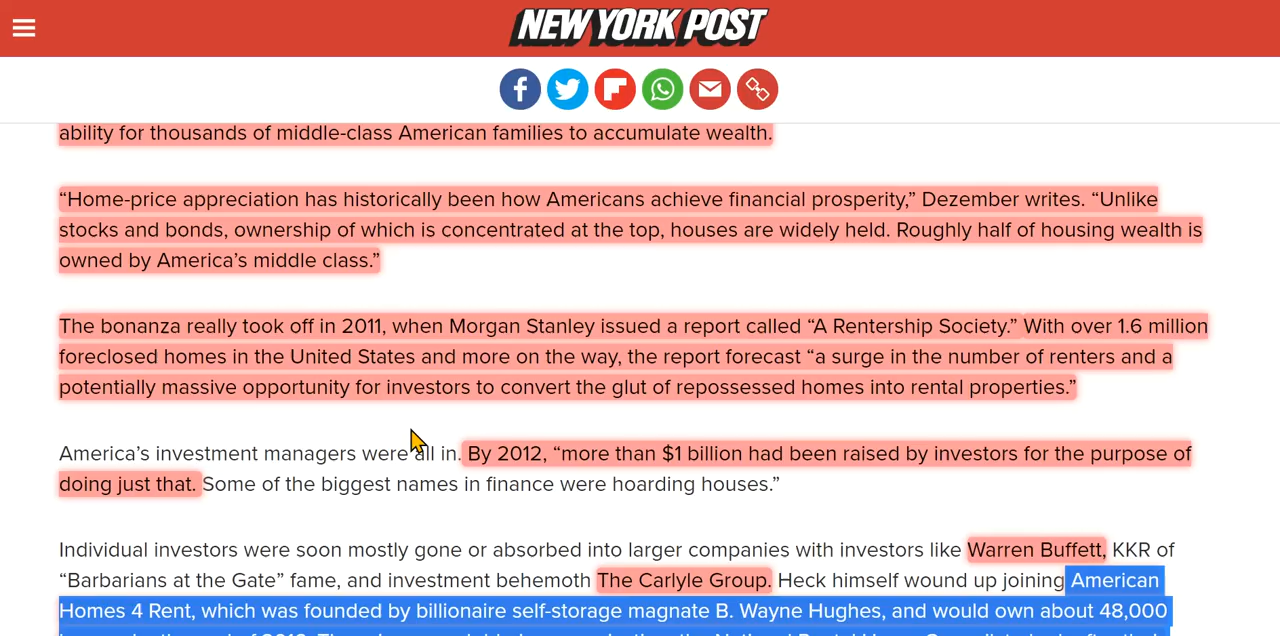 NEW YORK POST
ability for thousands of middle-class American families to accumulate wealth.
“Home-price appreciation has historically been how Americans achieve financial prosperity,” Dezember writes. “Unlike
stocks and bonds, ownership of which is concentrated at the top, houses are widely held. Roughly half of housing wealth is
owned by America’s middle class.”
The bonanza really took off in 2011, when Morgan Stanley issued a report called “A Rentership Society.” With over 1.6 million
foreclosed homes in the United States and more on the way, the report forecast “a surge in the number of renters and a
potentially massive opportunity for investors to convert the glut of repossessed homes into rental properties.”
America’s investment managers were all in. By 2012, “more than $1 billion had been raised by investors for the purpose of
doing just that. Some of the biggest names in finance were hoarding houses.”
Individual investors were soon mostly gone or absorbed into larger companies with investors like Warren Buffett, KKR of
“Barbarians at the Gate” fame, and investment behemoth The Carlyle Group. Heck himself wound up joining American
Homes 4 Rent, which was founded by billionaire self-storage magnate B. Wayne Hughes, and would own about 48,000